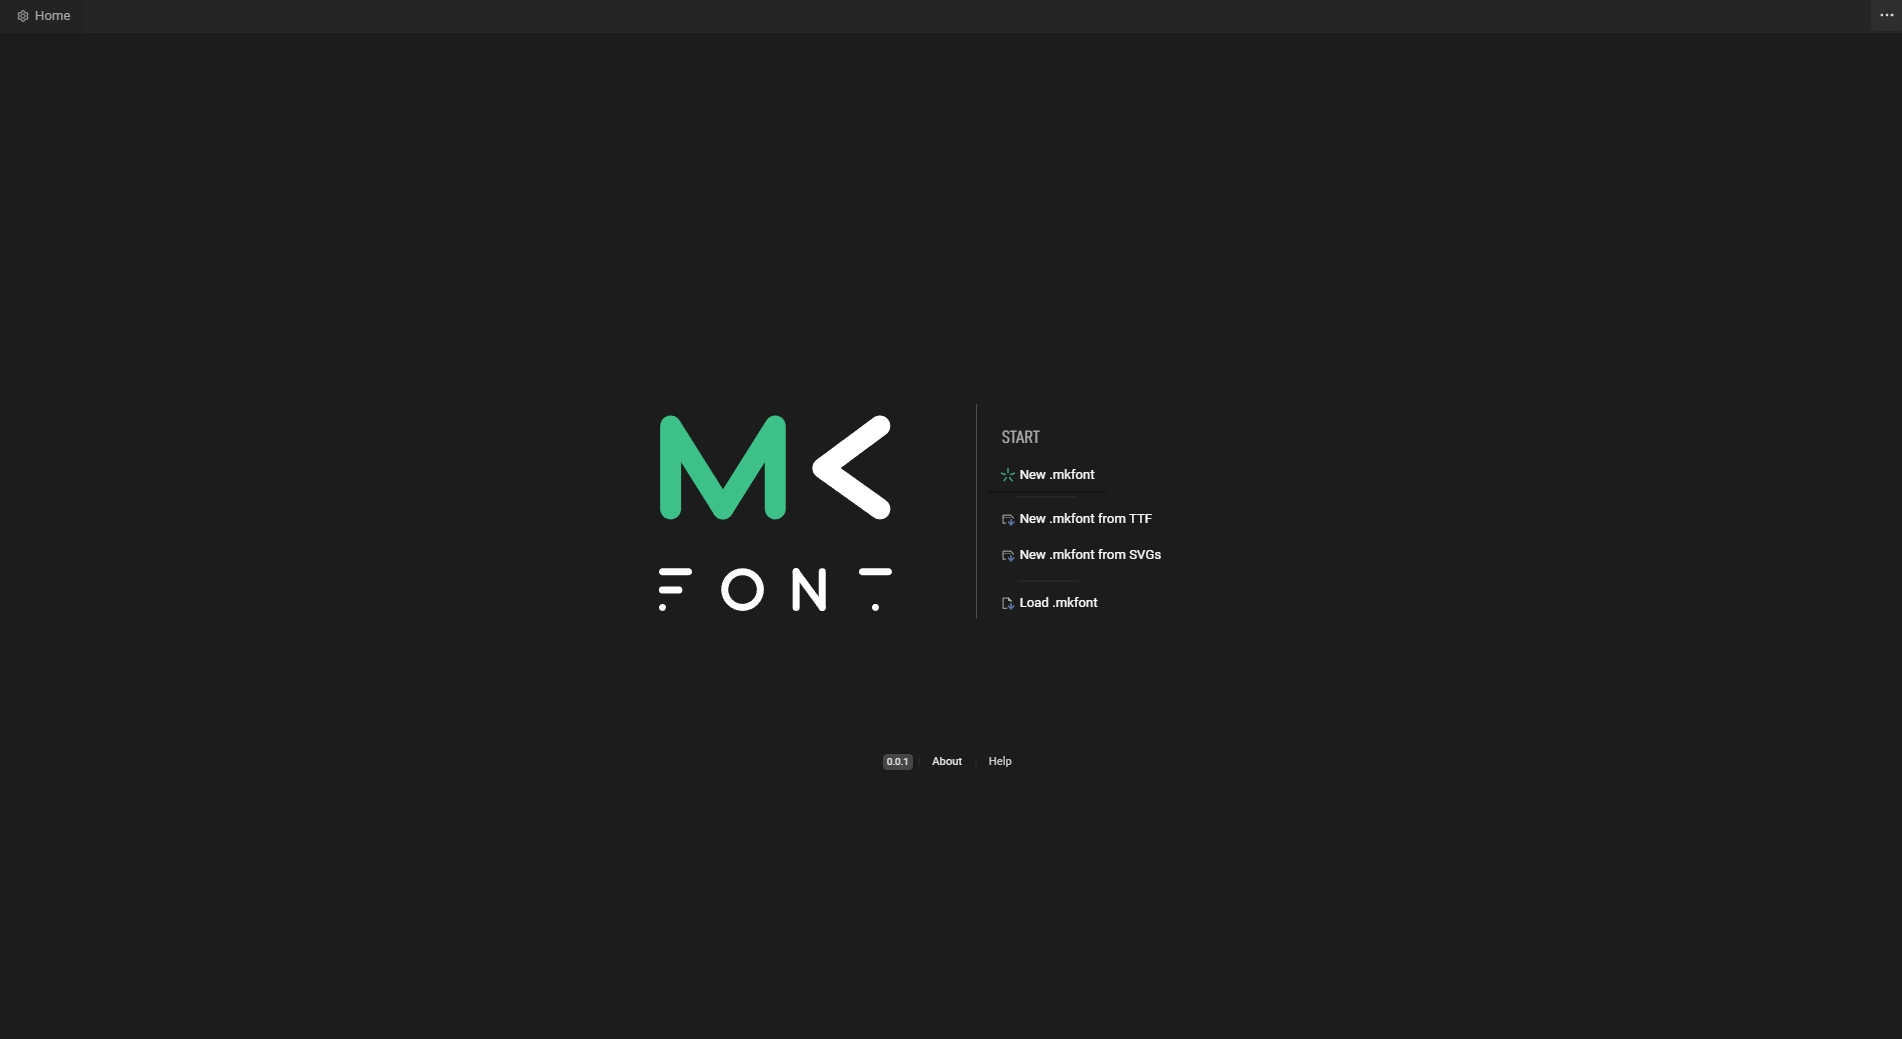 Home
MK
FONT
START
New .mkfont
New .mkfont from TTF
New .mkfont from SVGs
Load .mkfont
0.0.1 About Help